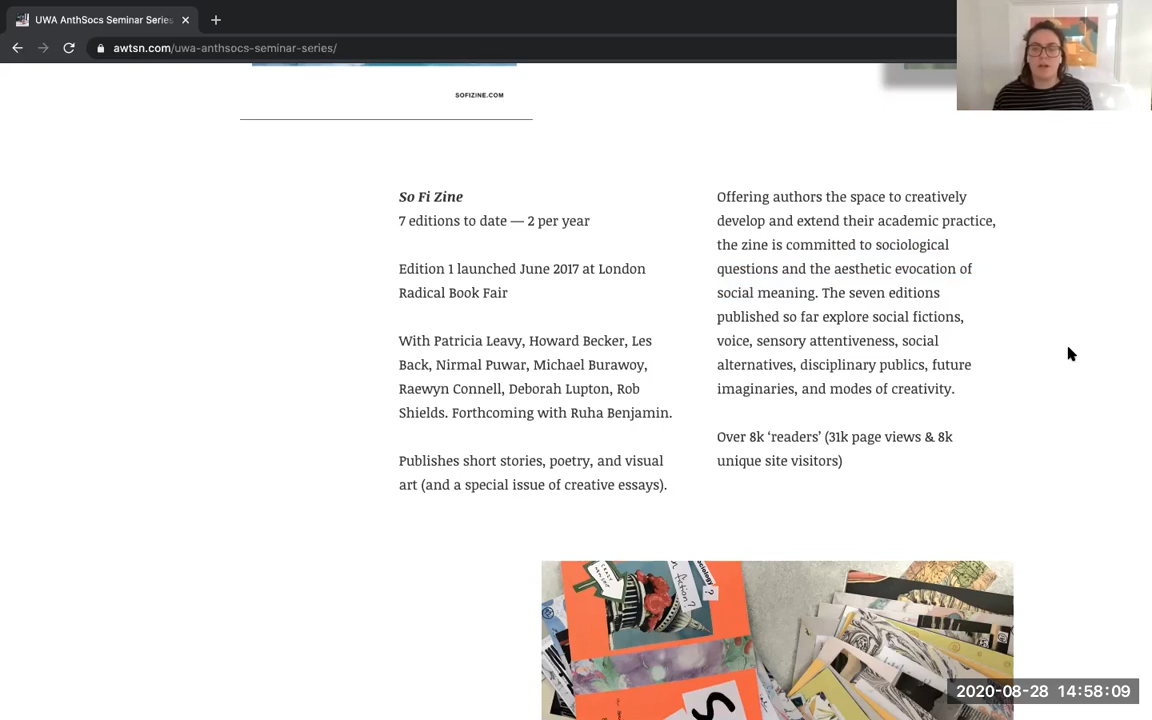 UWA AnthSocs Seminar Series
awtsn.com/uwa-anthsocs-seminar-series/
SOFIZINE.COM
So Fi Zine
7 editions to date — 2 per year
Edition 1 launched June 2017 at London
Radical Book Fair
With Patricia Leavy, Howard Becker, Les
Back, Nirmal Puwar, Michael Burawoy,
Raewyn Connell, Deborah Lupton, Rob
Shields. Forthcoming with Ruha Benjamin.
Publishes short stories, poetry, and visual
art (and a special issue of creative essays).
Offering authors the space to creatively
develop and extend their academic practice,
the zine is committed to sociological
questions and the aesthetic evocation of
social meaning. The seven editions
published so far explore social fictions,
voice, sensory attentiveness, social
alternatives, disciplinary publics, future
imaginaries, and modes of creativity.
Over 8k ‘readers’ (31k page views & 8k
unique site visitors)
sociology
?
fiction?
2020-08-28 14:58:09